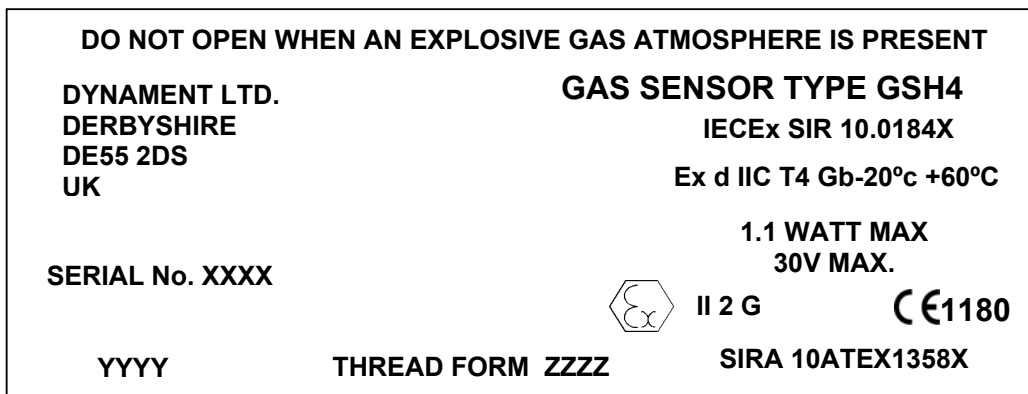 DO NOT OPEN WHEN AN EXPLOSIVE GAS ATMOSPHERE IS PRESENT
DYNAMENT LTD.
DERBYSHIRE
DE55 2DS
UK
GAS SENSOR TYPE GSH4
IECEx SIR 10.0184X
Ex d IIC T4 Gb-20ºc +60ºC
1.1 WATT MAX
30V MAX.
SERIAL No. XXXX
Ex II 2 G CE1180
YYYY THREAD FORM ZZZZ SIRA 10ATEX1358X